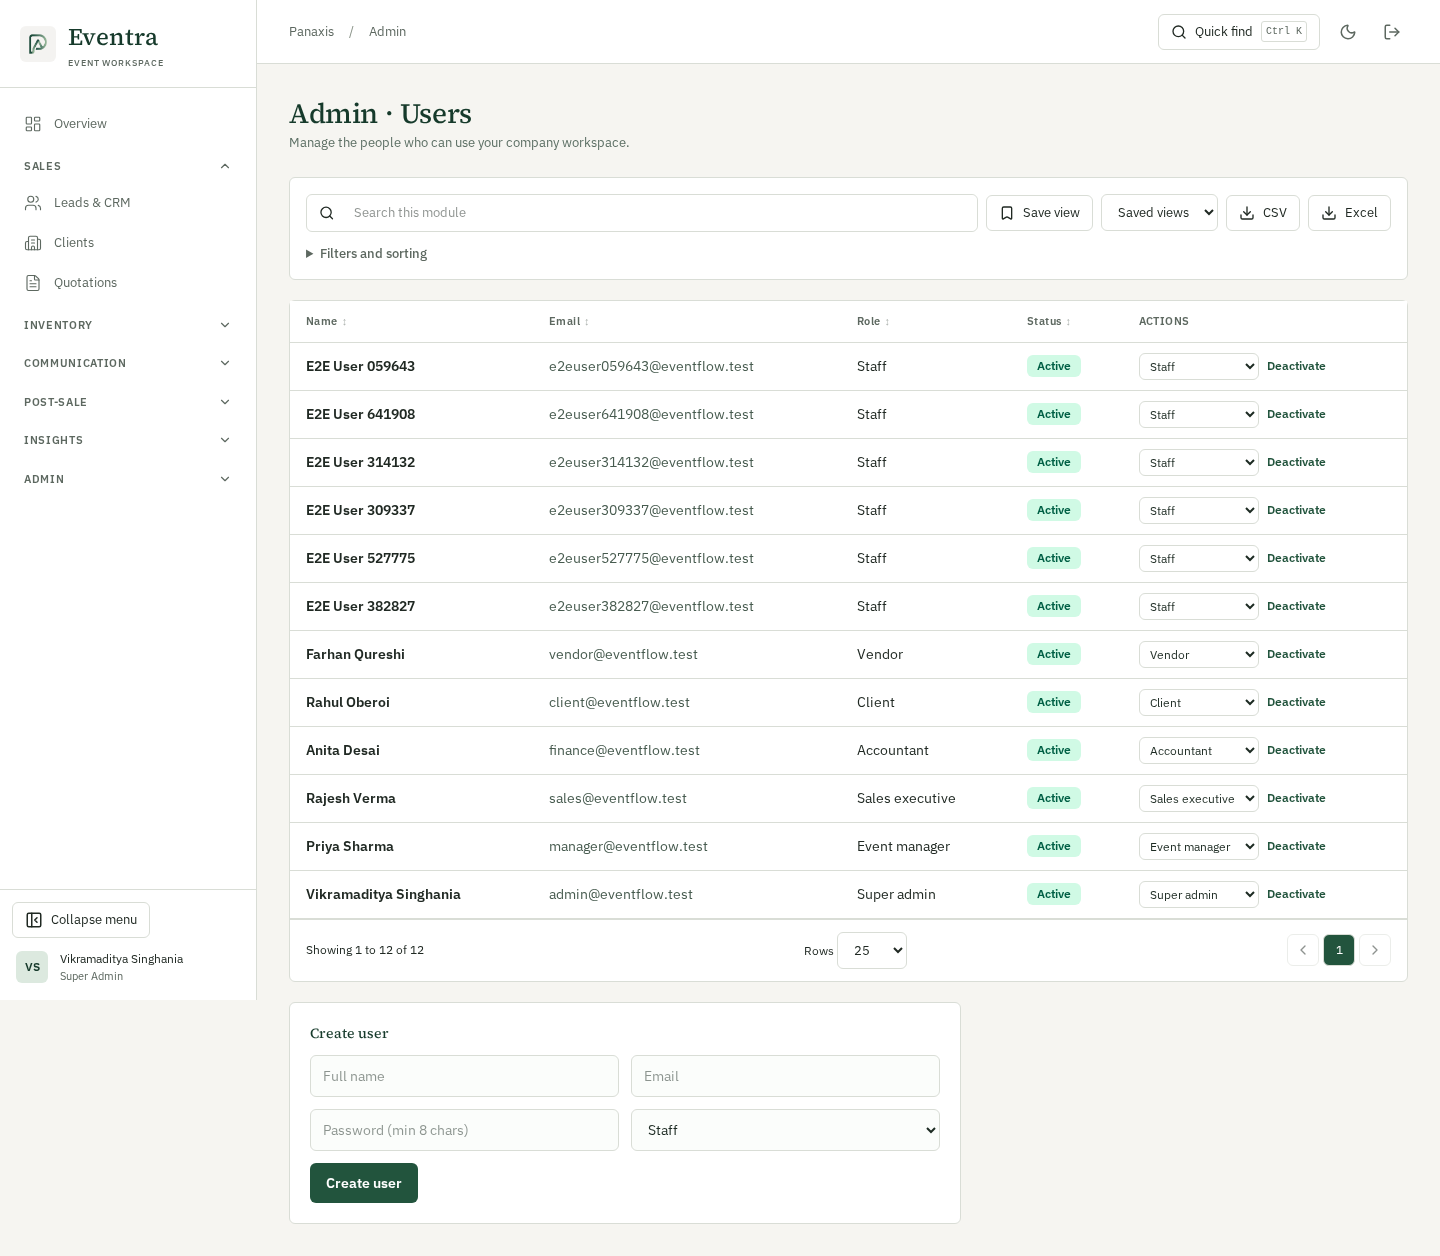 Eventra
EVENT WORKSPACE
Overview
SALES
Leads & CRM
Clients
Quotations
INVENTORY
COMMUNICATION
POST-SALE
INSIGHTS
ADMIN
Collapse menu
VS
Vikramaditya Singhania
Super Admin
Panaxis / Admin
Quick find Ctrl K
Admin · Users
Manage the people who can use your company workspace.
Search this module
Save view
Saved views
CSV
Excel
Filters and sorting
Name ↕ Email ↕ Role ↕ Status ↕ ACTIONS
E2E User 059643 e2euser059643@eventflow.test Staff Active Staff Deactivate
E2E User 641908 e2euser641908@eventflow.test Staff Active Staff Deactivate
E2E User 314132 e2euser314132@eventflow.test Staff Active Staff Deactivate
E2E User 309337 e2euser309337@eventflow.test Staff Active Staff Deactivate
E2E User 527775 e2euser527775@eventflow.test Staff Active Staff Deactivate
E2E User 382827 e2euser382827@eventflow.test Staff Active Staff Deactivate
Farhan Qureshi vendor@eventflow.test Vendor Active Vendor Deactivate
Rahul Oberoi client@eventflow.test Client Active Client Deactivate
Anita Desai finance@eventflow.test Accountant Active Accountant Deactivate
Rajesh Verma sales@eventflow.test Sales executive Active Sales executive Deactivate
Priya Sharma manager@eventflow.test Event manager Active Event manager Deactivate
Vikramaditya Singhania admin@eventflow.test Super admin Active Super admin Deactivate
Showing 1 to 12 of 12 Rows 25 1
Create user
Full name Email
Password (min 8 chars) Staff
Create user